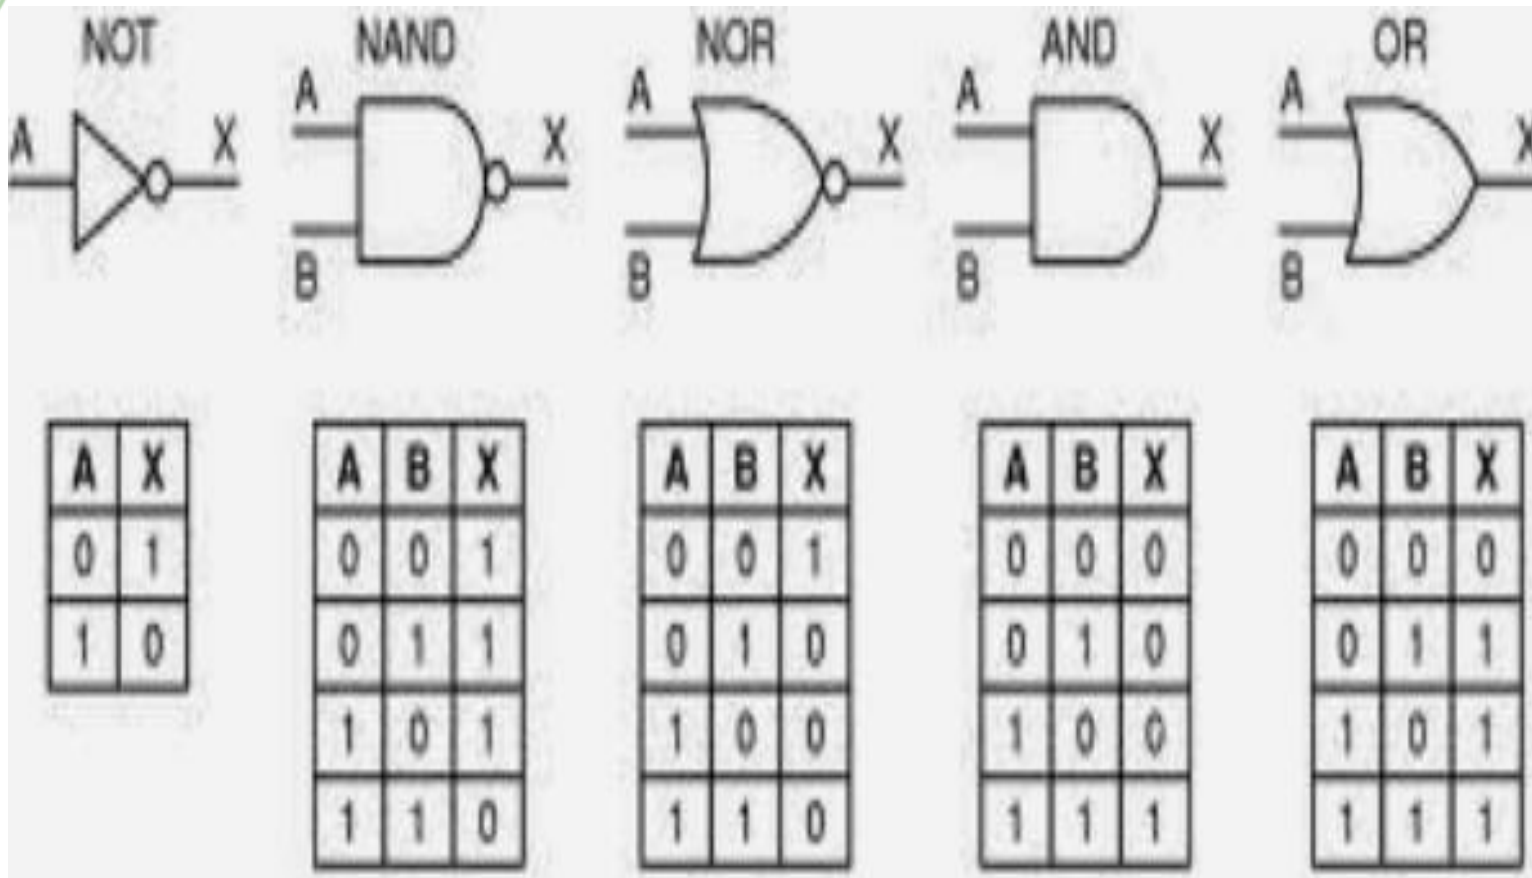 NOT NAND NOR AND OR
A X A B X A B X A B X A B X
A X A B X A B X A B X A B X
0 1 0 0 1 0 0 1 0 0 0 0 0 0
1 0 0 1 1 0 1 0 0 1 0 0 1 1
1 0 1 1 0 0 1 0 0 1 0 1
1 1 0 1 1 0 1 1 1 1 1 1